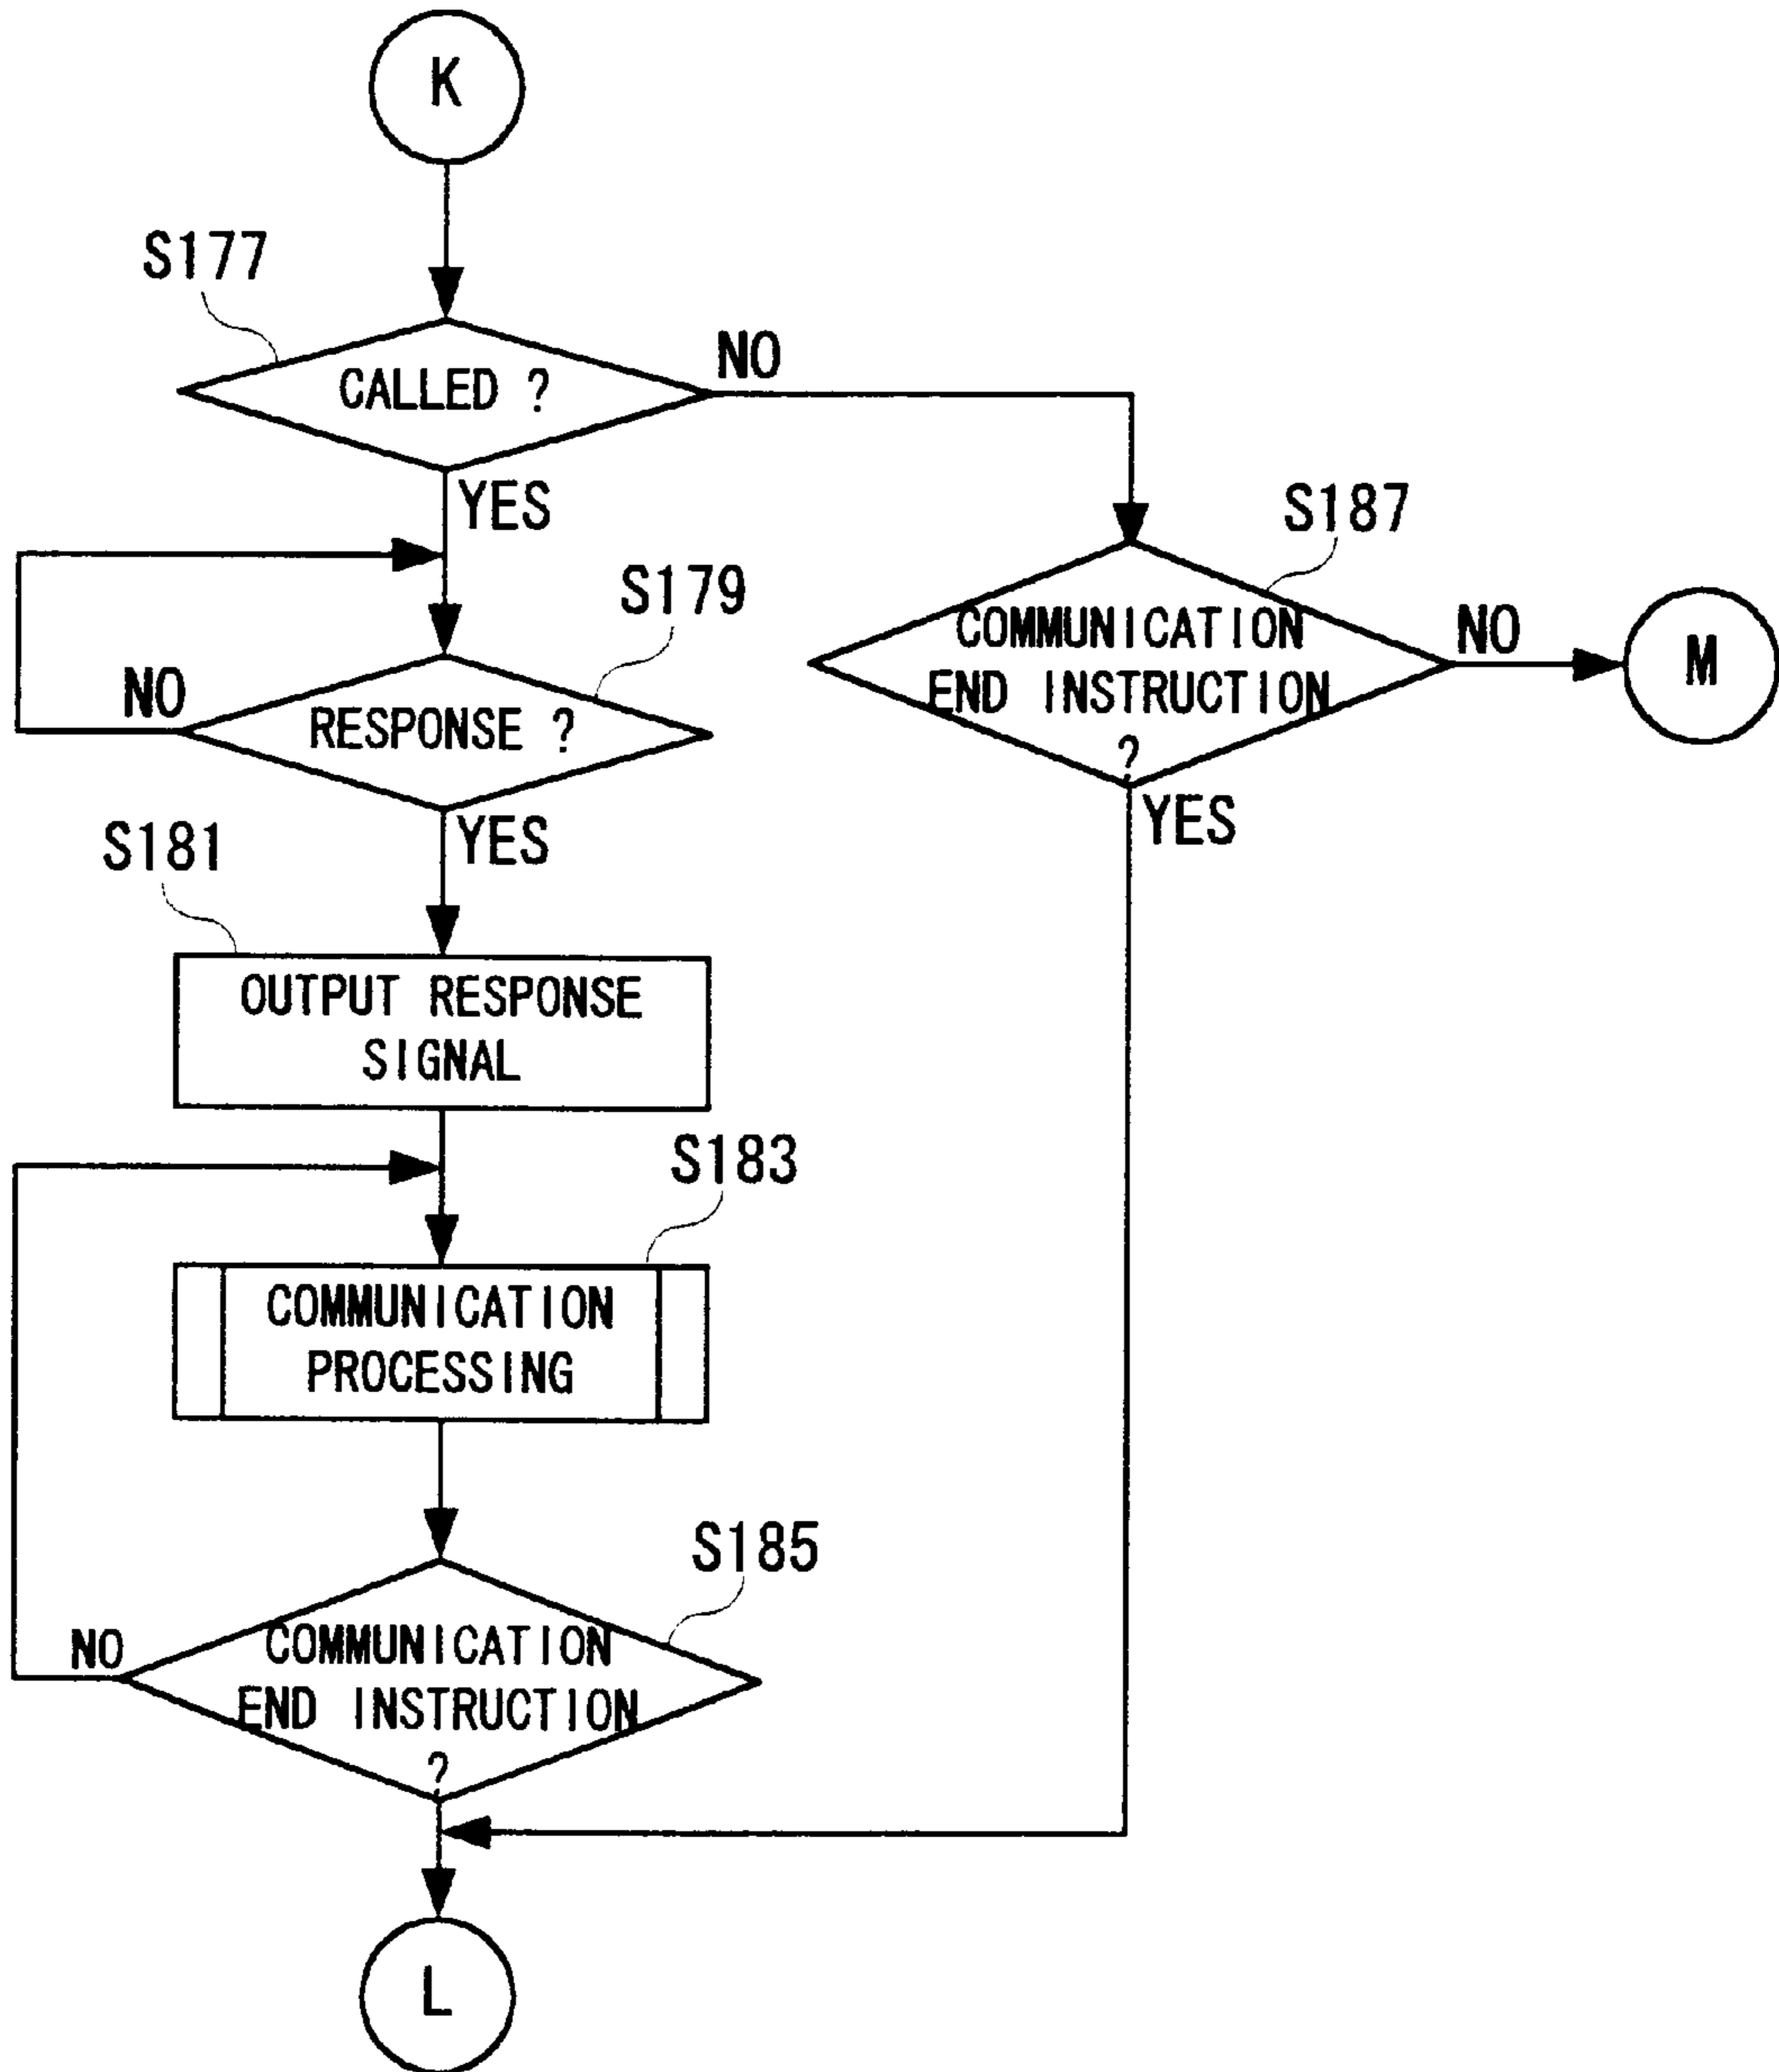 K
S177
CALLED ?
NO
YES
S187
S179
COMMUNICATION
END INSTRUCTION
?
NO
M
NO
RESPONSE ?
YES
YES
S181
OUTPUT RESPONSE
SIGNAL
S183
COMMUNICATION
PROCESSING
S185
NO
COMMUNICATION
END INSTRUCTION
?
L